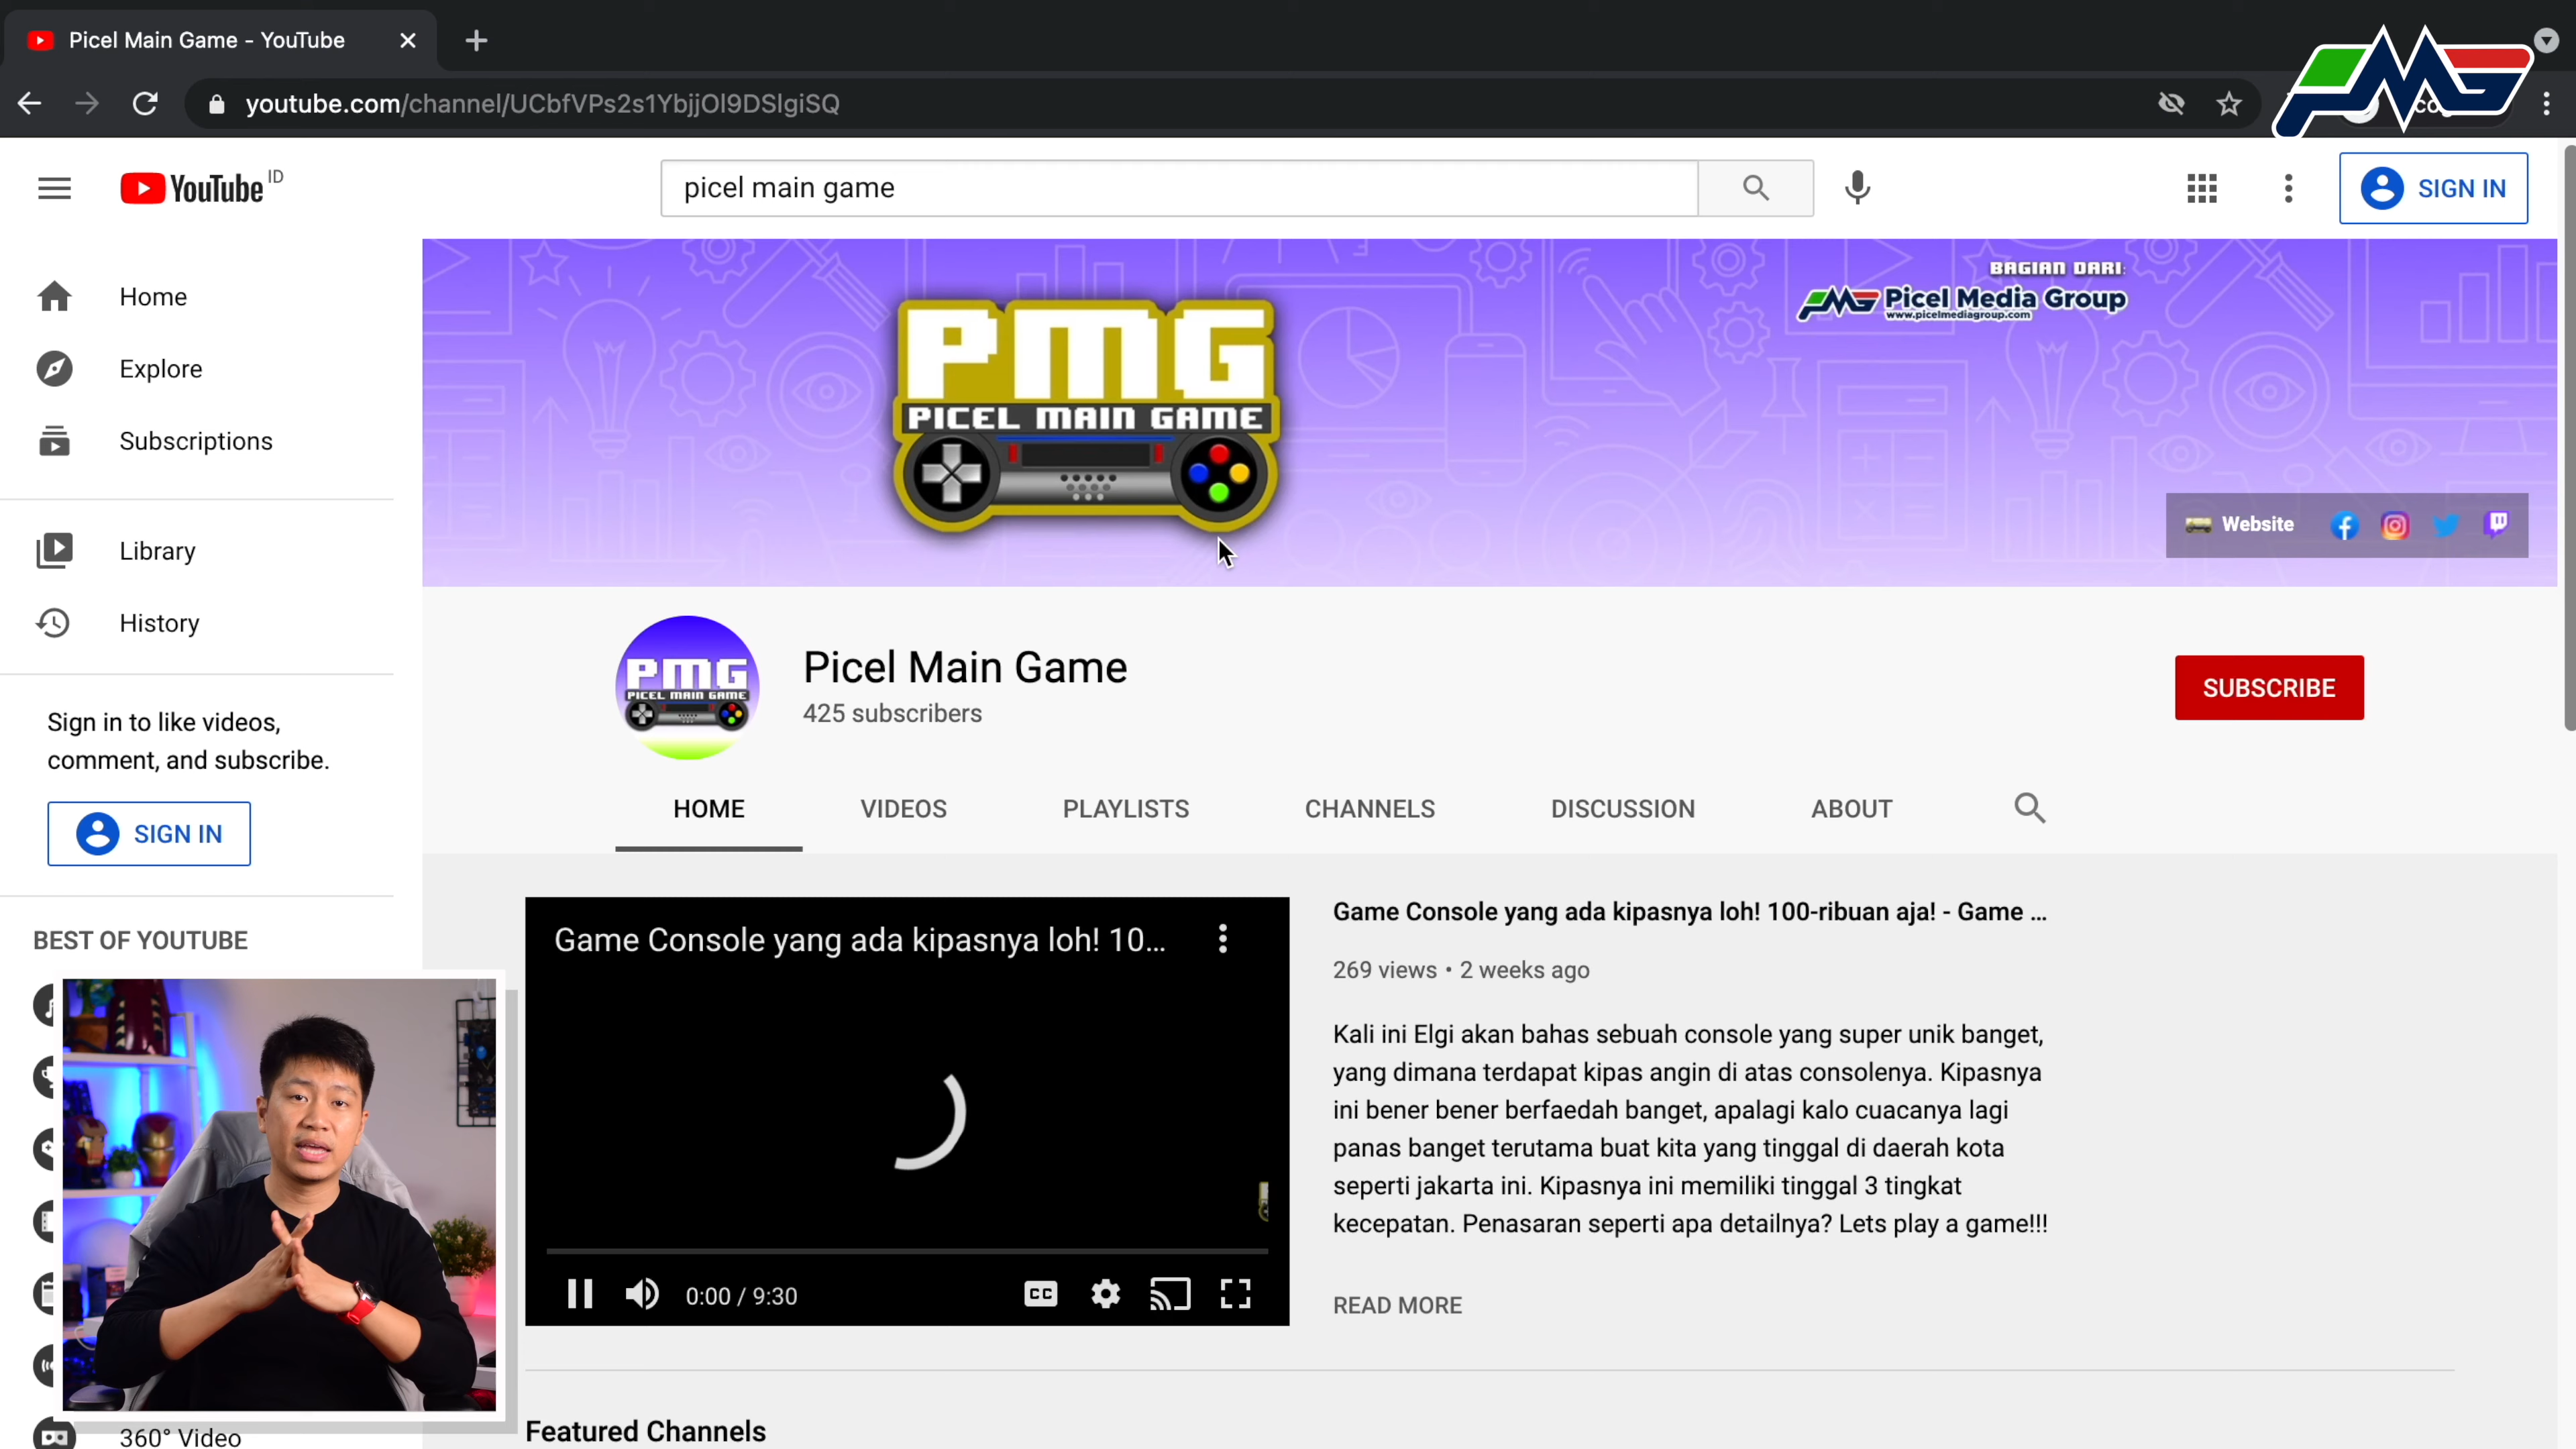 Picel Main Game - YouTube
youtube.com/channel/UCbfVPs2s1YbjjOl9DSlgiSQ
PMG
YouTube ID
picel main game
SIGN IN
Home
Explore
Subscriptions
Library
History
Sign in to like videos,
comment, and subscribe.
SIGN IN
BEST OF YOUTUBE
360° Video
BAGIAN DARI:
PMG Picel Media Group
www.picelmediagroup.com
PMG
PICEL MAIN GAME
Website
PMG
PICEL MAIN GAME
Picel Main Game
425 subscribers
SUBSCRIBE
HOME
VIDEOS
PLAYLISTS
CHANNELS
DISCUSSION
ABOUT
Game Console yang ada kipasnya loh! 10...
0:00 / 9:30
CC
Game Console yang ada kipasnya loh! 100-ribuan aja! - Game ...
269 views • 2 weeks ago
Kali ini Elgi akan bahas sebuah console yang super unik banget,
yang dimana terdapat kipas angin di atas consolenya. Kipasnya
ini bener bener berfaedah banget, apalagi kalo cuacanya lagi
panas banget terutama buat kita yang tinggal di daerah kota
seperti jakarta ini. Kipasnya ini memiliki tinggal 3 tingkat
kecepatan. Penasaran seperti apa detailnya? Lets play a game!!!
READ MORE
Featured Channels